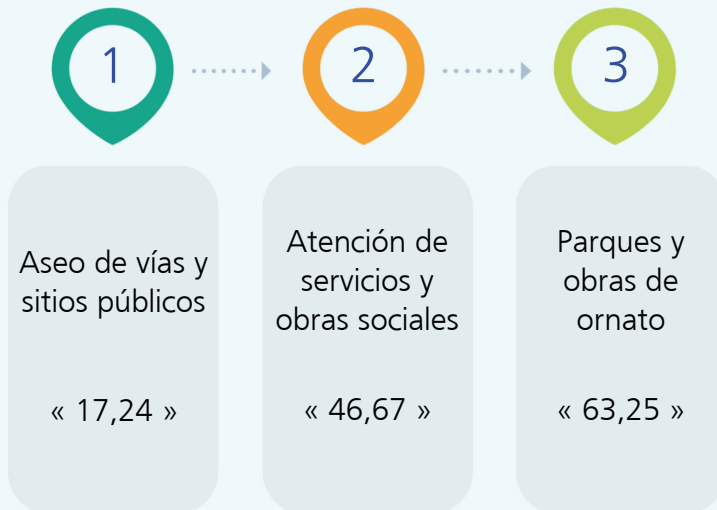 1
2
3
Aseo de vías y
sitios públicos
« 17,24 »
Atención de
servicios y
obras sociales
« 46,67 »
Parques y
obras de
ornato
« 63,25 »